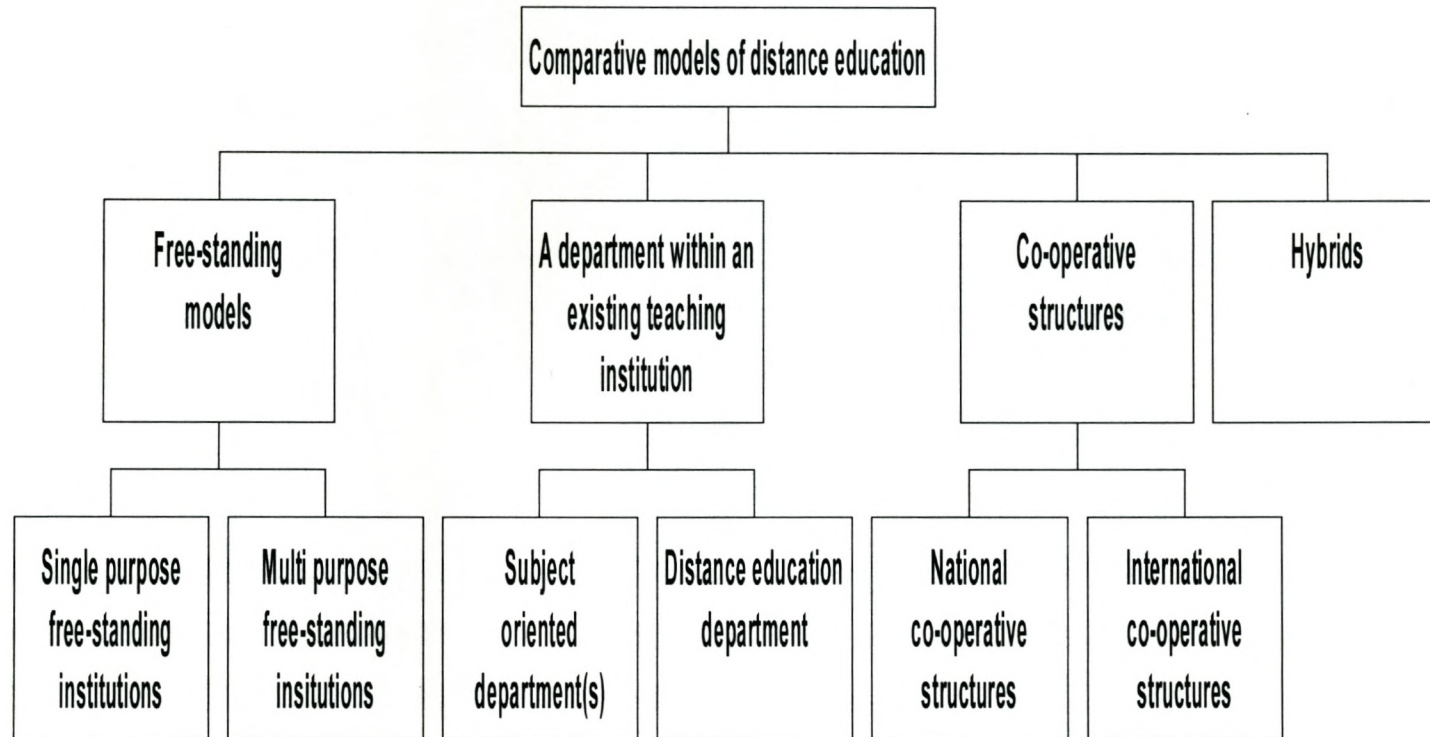 Comparative models of distance education
Free-standing
models
A department within an
existing teaching
institution
Co-operative
structures
Hybrids
Single purpose
free-standing
institutions
Multi purpose
free-standing
insitutions
Subject
oriented
department(s)
Distance education
department
National
co-operative
structures
International
co-operative
structures